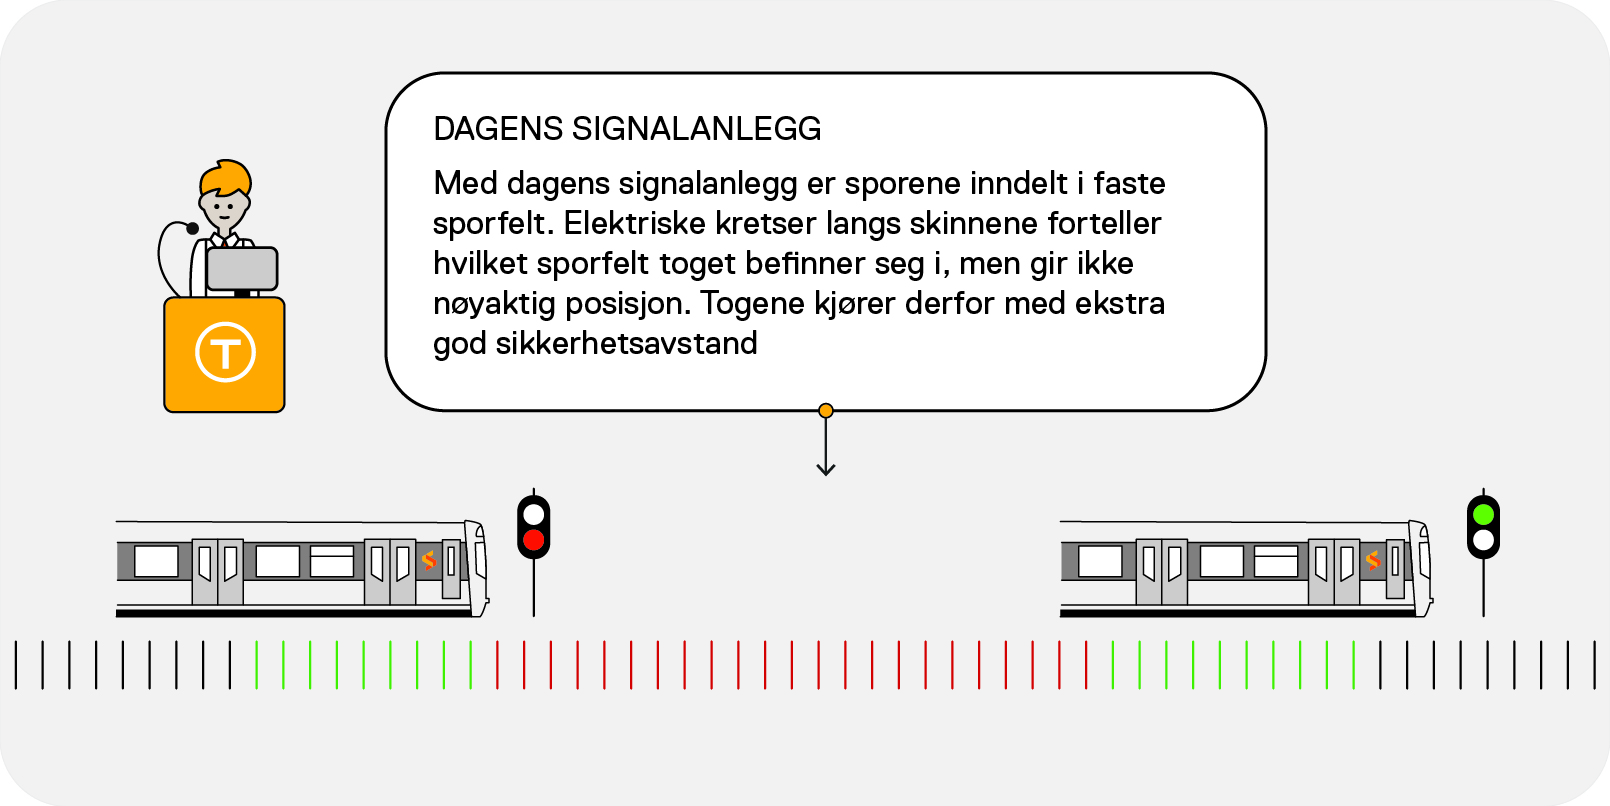 DAGENS SIGNALANLEGG
Med dagens signalanlegg er sporene inndelt i faste
sporfelt. Elektriske kretser langs skinnene forteller
hvilket sporfelt toget befinner seg i, men gir ikke
nøyaktig posisjon. Togene kjører derfor med ekstra
god sikkerhetsavstand
T